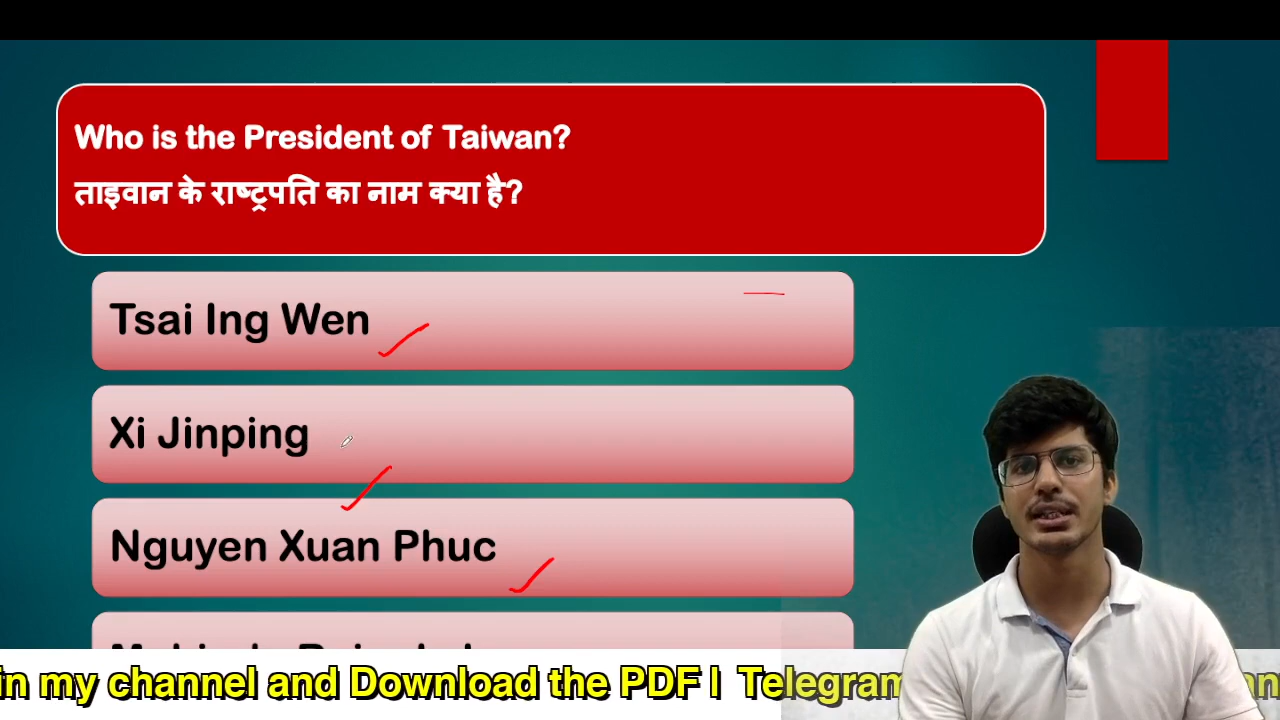 Who is the President of Taiwan?
ताइवान के राष्ट्रपति का नाम क्या है?
Tsai Ing Wen
Xi Jinping
Nguyen Xuan Phuc
in my channel and Download the PDF। Telegram